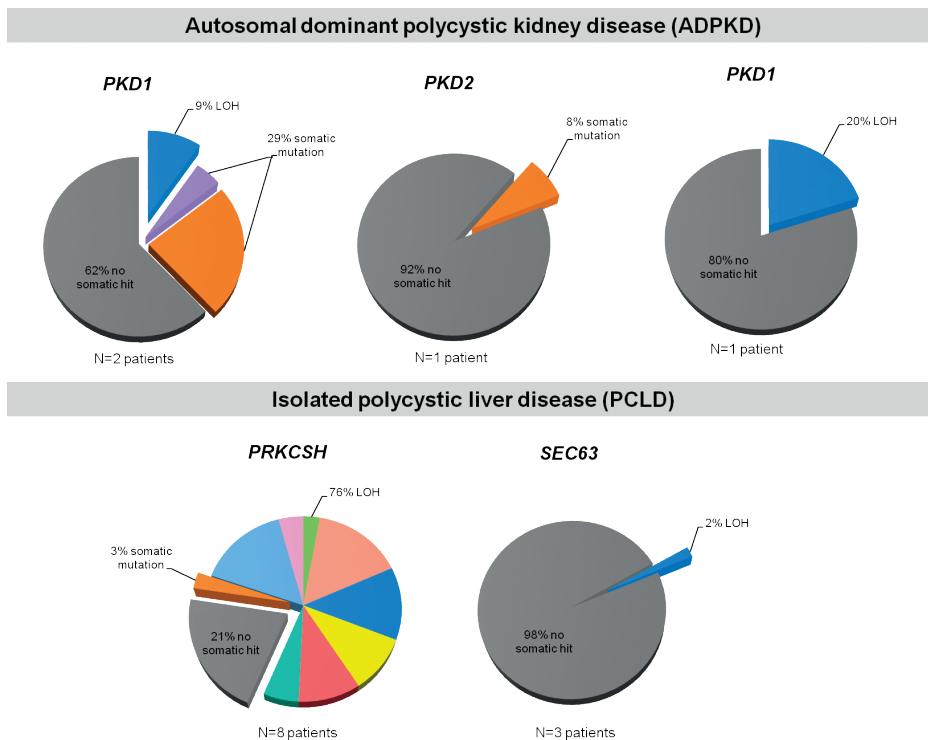 Autosomal dominant polycystic kidney disease (ADPKD)
PKD1
9% LOH
29% somatic
mutation
62% no
somatic hit
N=2 patients
PKD2
8% somatic
mutation
92% no
somatic hit
N=1 patient
PKD1
20% LOH
80% no
somatic hit
N=1 patient
Isolated polycystic liver disease (PCLD)
PRKCSH
76% LOH
3% somatic
mutation
21% no
somatic hit
N=8 patients
SEC63
2% LOH
98% no
somatic hit
N=3 patients